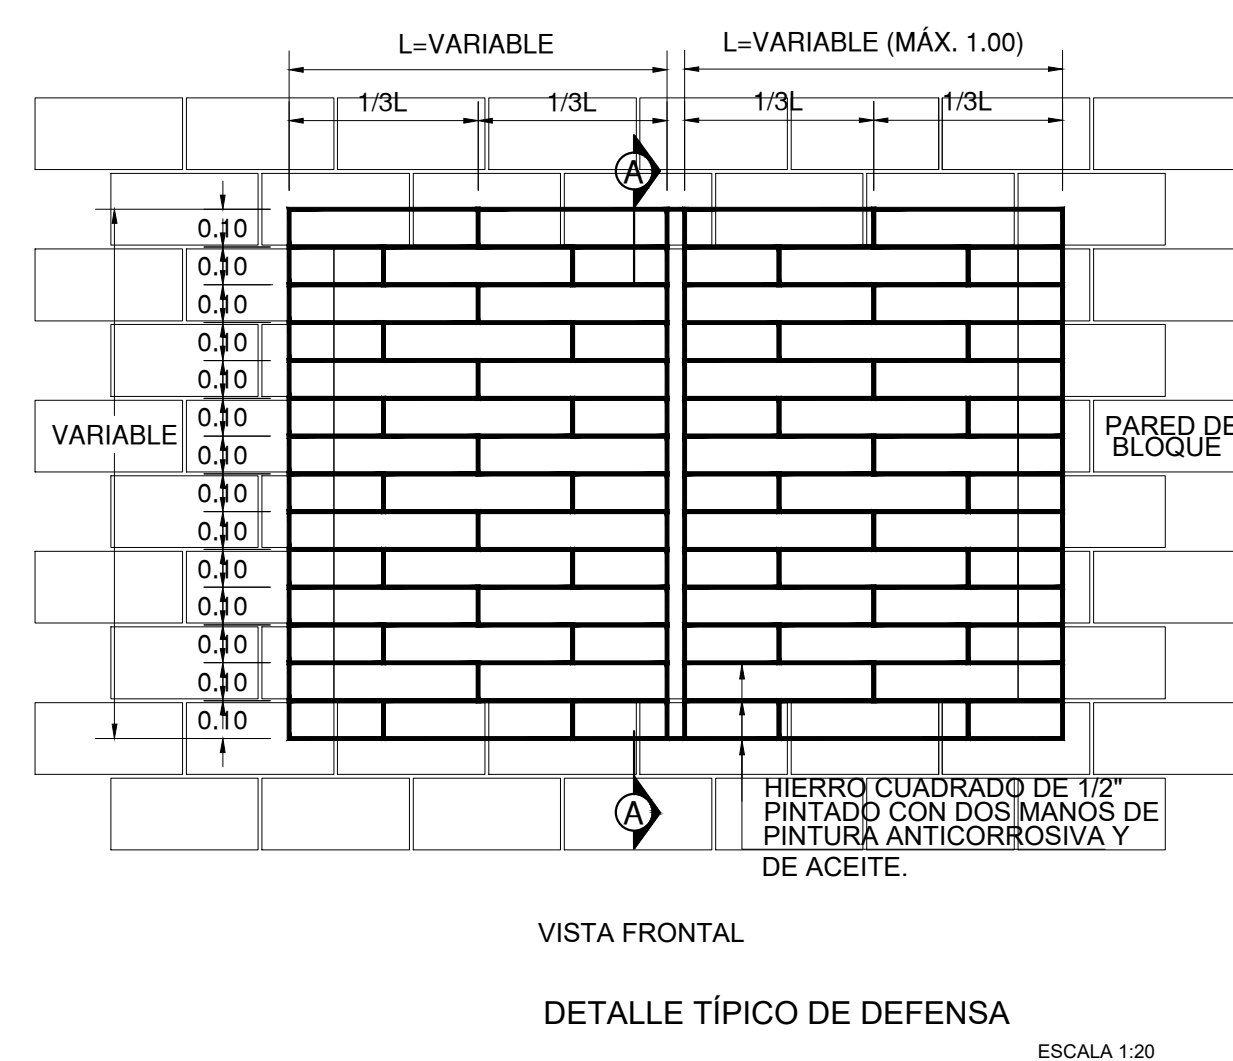 L=VARIABLE
L=VARIABLE (MÁX. 1.00)
1/3L
1/3L
1/3L
1/3L
A
0.10
0.10
0.10
0.10
0.10
0.10
0.10
0.10
0.10
0.10
0.10
0.10
0.10
0.10
VARIABLE
PARED DE
BLOQUE
A
HIERRO CUADRADO DE 1/2"
PINTADO CON DOS MANOS DE
PINTURA ANTICORROSIVA Y
DE ACEITE.
VISTA FRONTAL
DETALLE TÍPICO DE DEFENSA
ESCALA 1:20